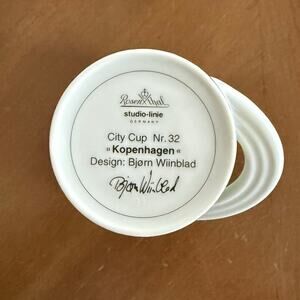 Rosenthal
studio-linie
GERMANY
City Cup Nr. 32
» Kopenhagen «
Design: Bjørn Wiinblad
Bjørn Wiinblad